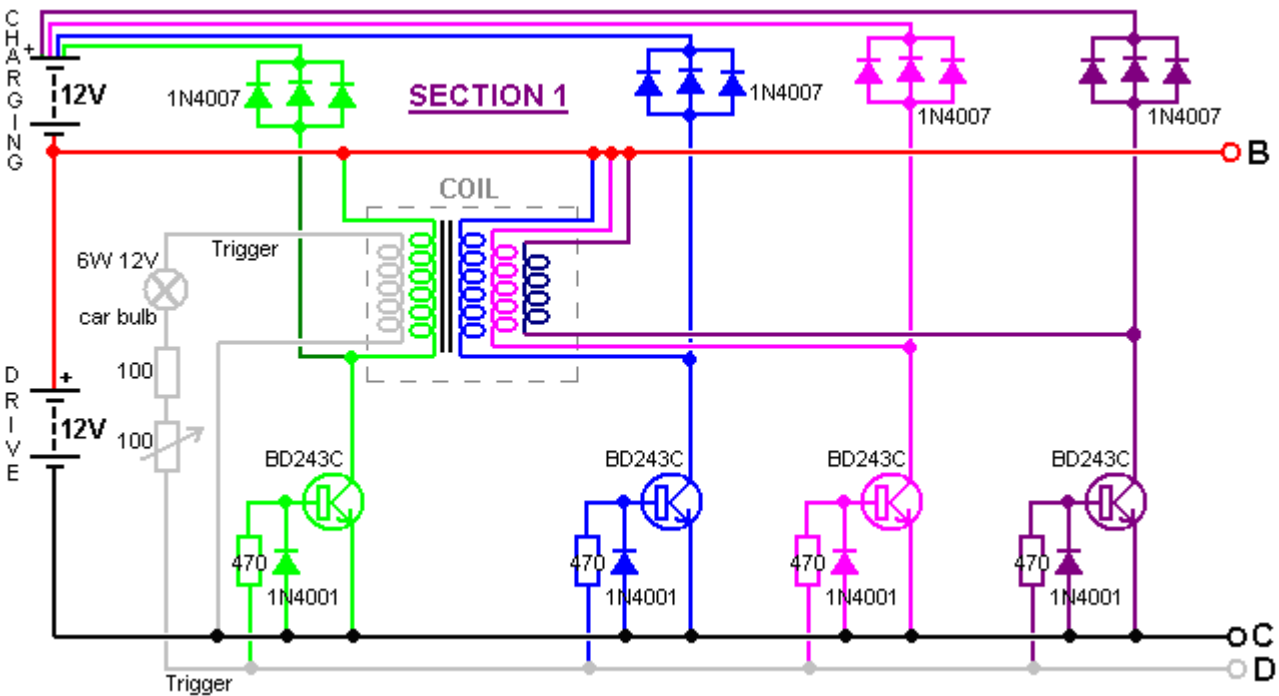 CHARGING
+
12V
1N4007
SECTION 1
1N4007
1N4007
1N4007
B
COIL
Trigger
6W 12V
car bulb
100
DRIVE
+
12V
100
BD243C
BD243C
BD243C
BD243C
470
470
470
470
1N4001
1N4001
1N4001
1N4001
C
D
Trigger